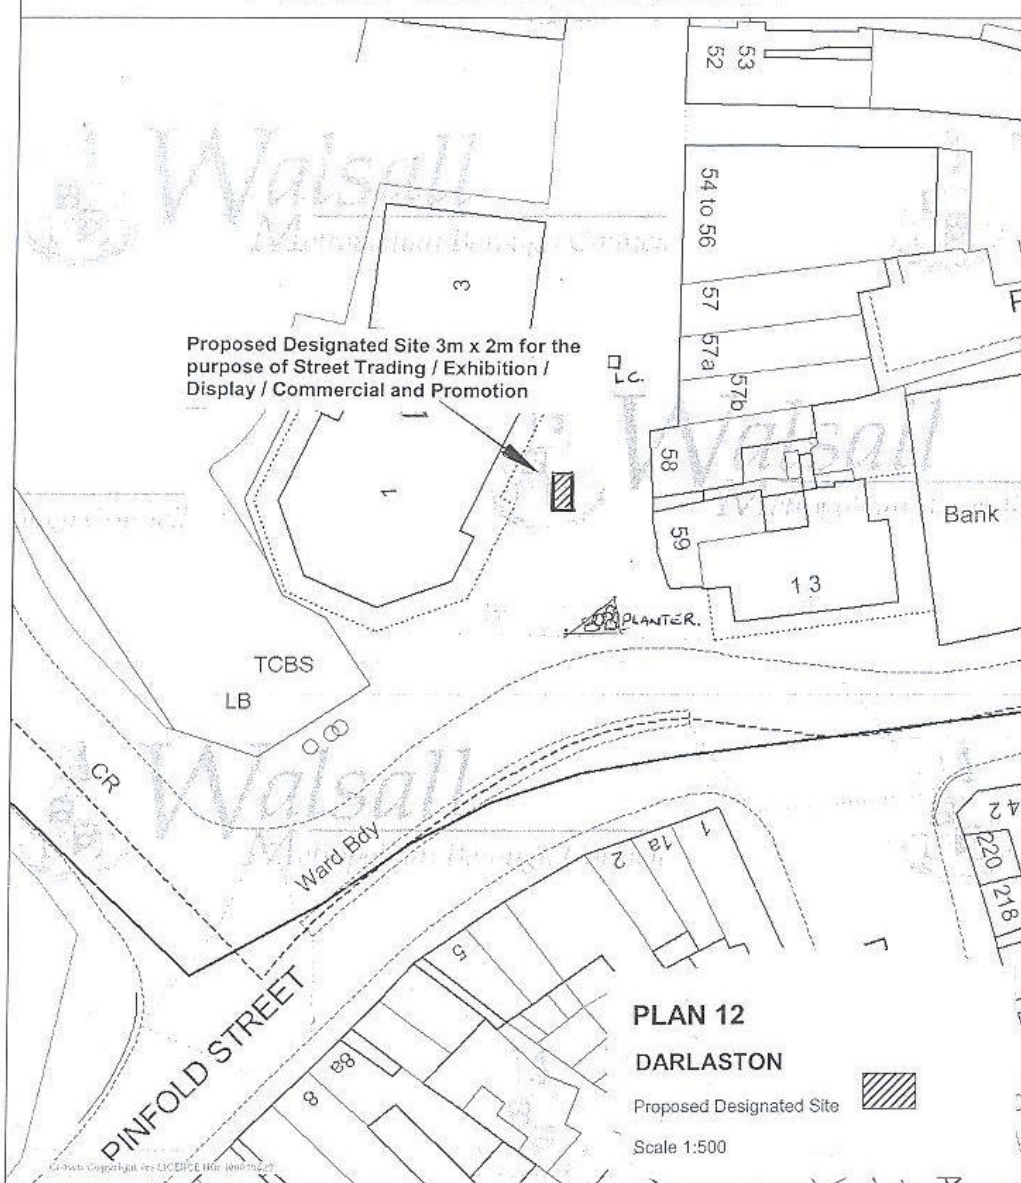 52
53
Walsall
54 to 56
3
57
Proposed Designated Site 3m x 2m for the
purpose of Street Trading / Exhibition /
Display / Commercial and Promotion
57a
LC
57b
Walsall
58
1
Bank
59
13
PLANTER.
TCBS
LB
CR
Walsall
Ward Bdy
1
1a
2
42
220
218
5
PINFOLD STREET
8a
8
PLAN 12
DARLASTON
Proposed Designated Site
Scale 1:500